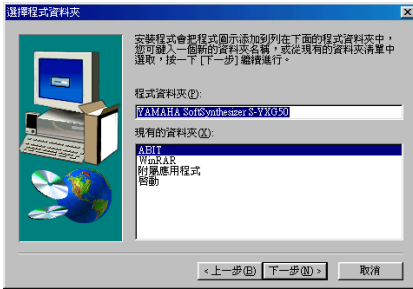 選擇程式資料夾
安裝程式會把程式圖示添加到列在下面的程式資料夾中，
您可鍵入一個新的資料夾名稱，或從現有的資料夾清單中
選取，按一下 [下一步] 繼續進行。
程式資料夾(P):
YAMAHA SoftSynthesizer S-YXG50
現有的資料夾(X):
ABIT
WinRAR
附屬應用程式
啓動
< 上一步(B)
下一步(N) >
取消